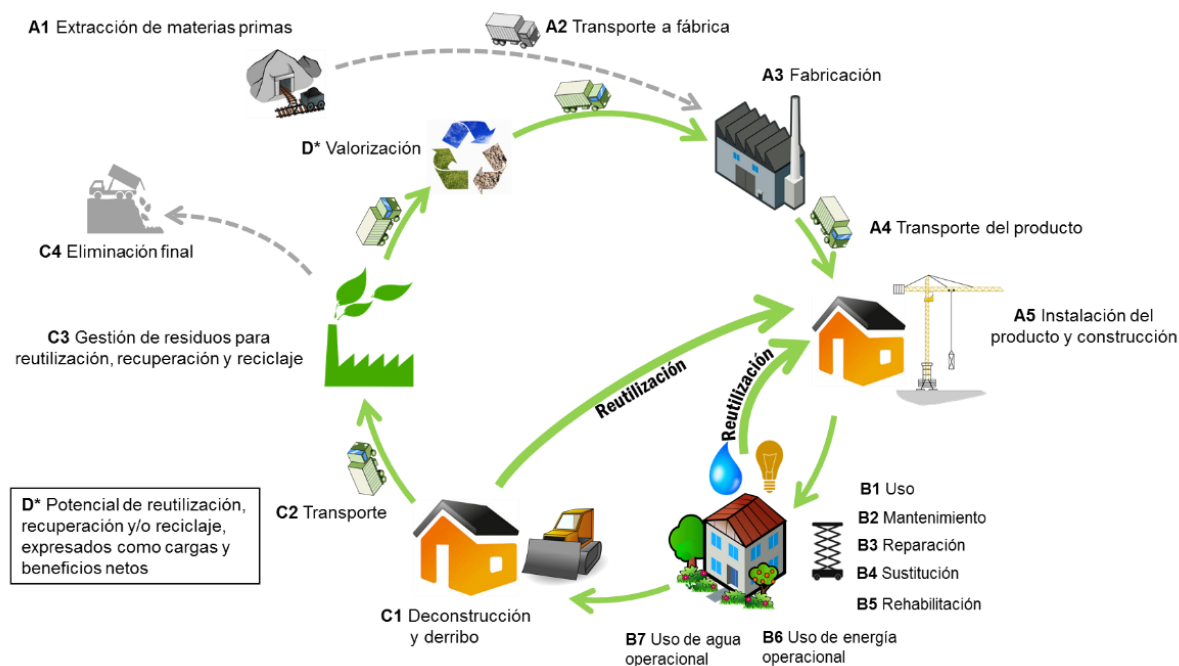 A1 Extracción de materias primas
A2 Transporte a fábrica
A3 Fabricación
D* Valorización
A4 Transporte del producto
C4 Eliminación final
A5 Instalación del
producto y construcción
C3 Gestión de residuos para
reutilización, recuperación y reciclaje
Reutilización
Reutilización
C2 Transporte
D* Potencial de reutilización,
recuperación y/o reciclaje,
expresados como cargas y
beneficios netos
B1 Uso
B2 Mantenimiento
B3 Reparación
B4 Sustitución
B5 Rehabilitación
C1 Deconstrucción
y derribo
B7 Uso de agua
operacional
B6 Uso de energía
operacional